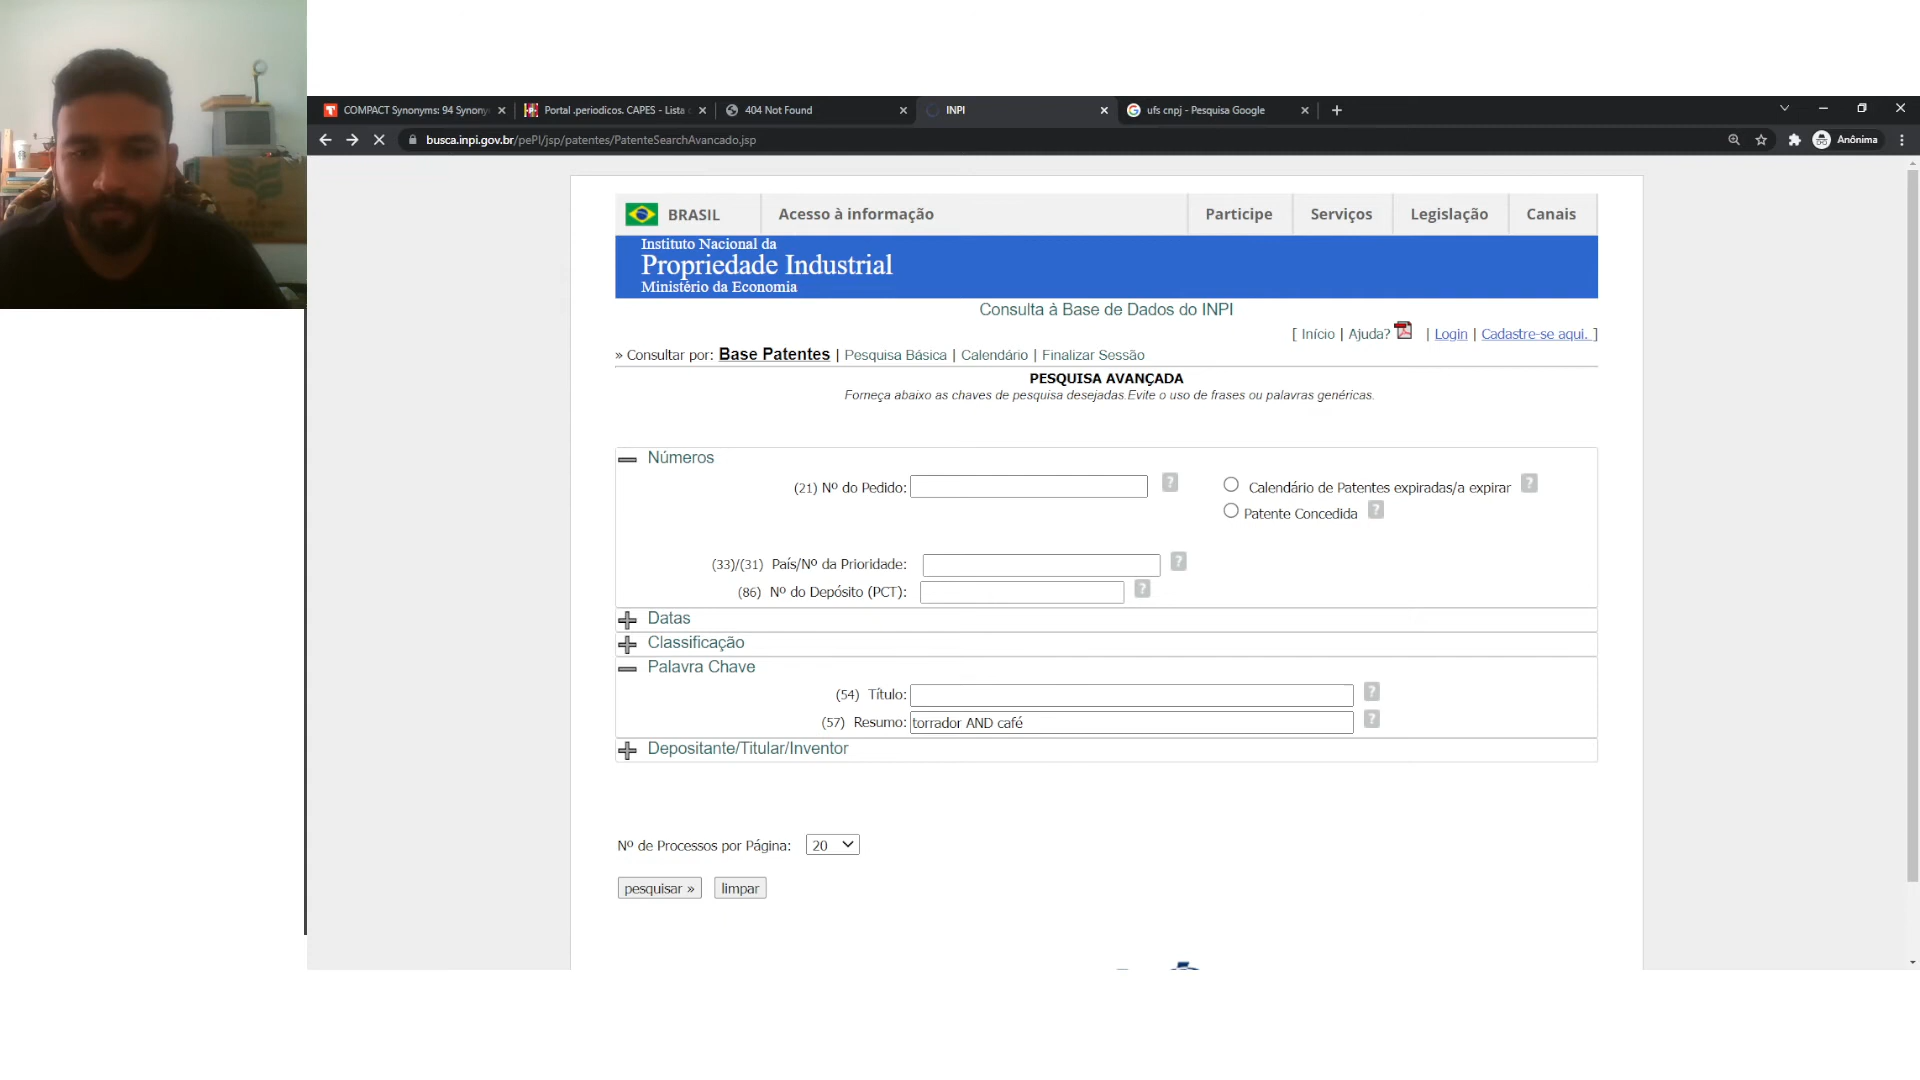 COMPACT Synonyms: 94 Synony
Portal .periodicos. CAPES - Lista
404 Not Found
INPI
ufs cnpj - Pesquisa Google
busca.inpi.gov.br/pePI/jsp/patentes/PatenteSearchAvancado.jsp
Anônima
BRASIL
Acesso à informação
Participe
Serviços
Legislação
Canais
Instituto Nacional da
Propriedade Industrial
Ministério da Economia
Consulta à Base de Dados do INPI
[ Início | Ajuda? | Login | Cadastre-se aqui. ]
» Consultar por: Base Patentes | Pesquisa Básica | Calendário | Finalizar Sessão
PESQUISA AVANÇADA
Forneça abaixo as chaves de pesquisa desejadas.Evite o uso de frases ou palavras genéricas.
Números
(21) Nº do Pedido: ?
Calendário de Patentes expiradas/a expirar ?
Patente Concedida ?
(33)/(31) País/Nº da Prioridade: ?
(86) Nº do Depósito (PCT): ?
Datas
Classificação
Palavra Chave
(54) Título: ?
(57) Resumo: torrador AND café ?
Depositante/Titular/Inventor
Nº de Processos por Página: 20
pesquisar » limpar